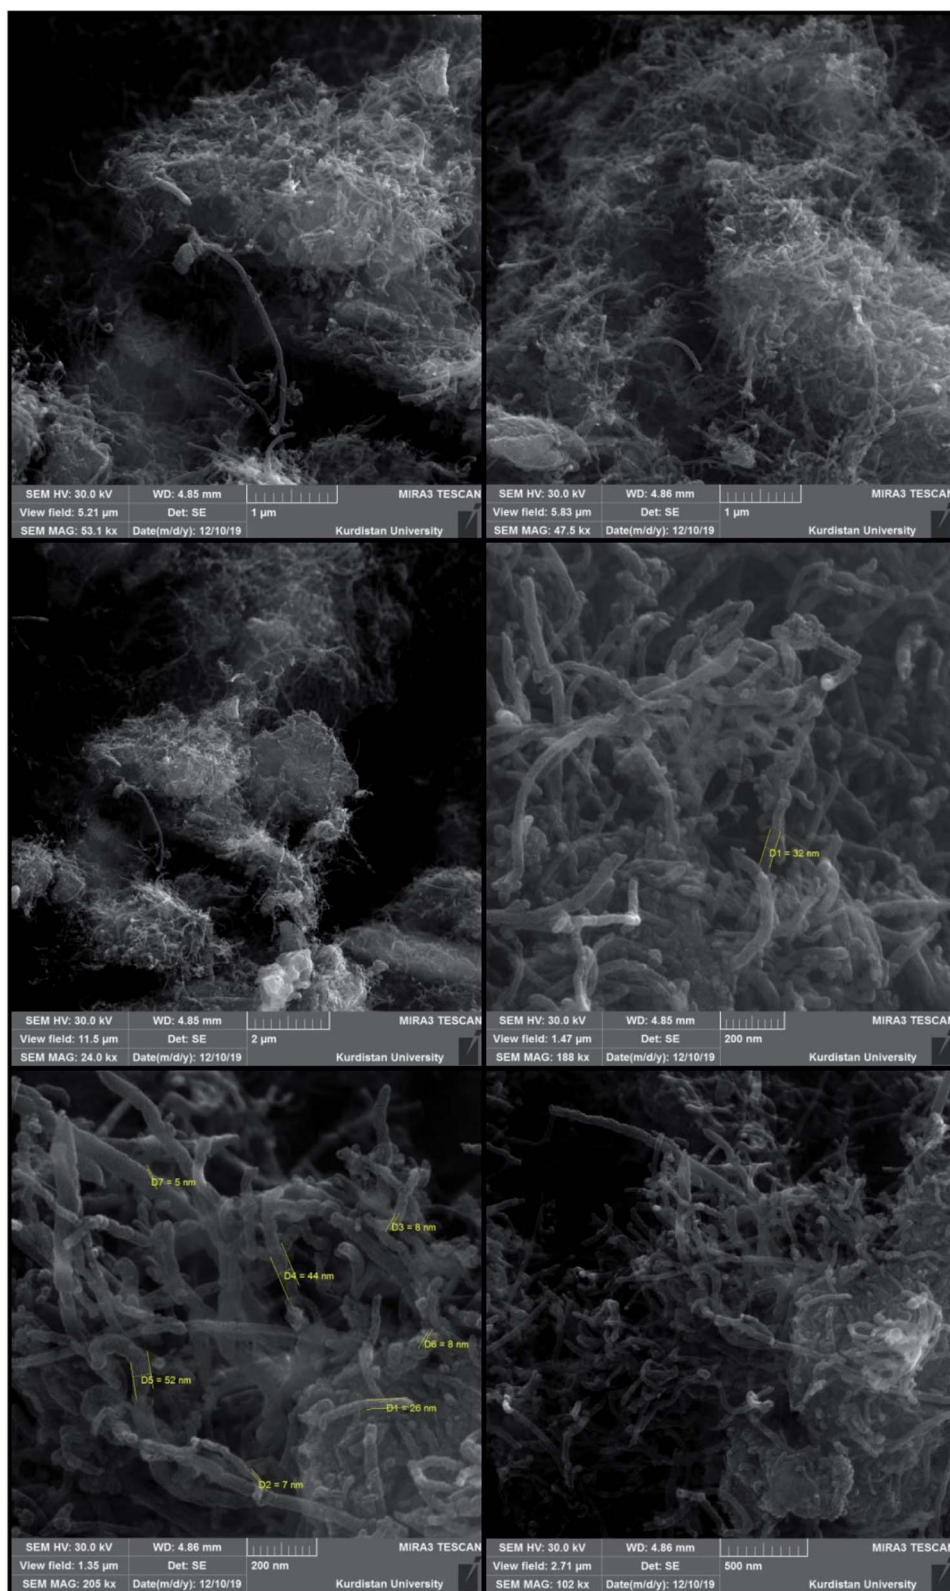 SEM HV: 30.0 kV WD: 4.85 mm MIRA3 TESCAN
View field: 5.21 µm Det: SE 1 µm
SEM MAG: 53.1 kx Date(m/d/y): 12/10/19 Kurdistan University
SEM HV: 30.0 kV WD: 4.86 mm MIRA3 TESCAN
View field: 5.83 µm Det: SE 1 µm
SEM MAG: 47.5 kx Date(m/d/y): 12/10/19 Kurdistan University
SEM HV: 30.0 kV WD: 4.85 mm MIRA3 TESCAN
View field: 11.5 µm Det: SE 2 µm
SEM MAG: 24.0 kx Date(m/d/y): 12/10/19 Kurdistan University
D1 = 32 nm
SEM HV: 30.0 kV WD: 4.85 mm MIRA3 TESCAN
View field: 1.47 µm Det: SE 200 nm
SEM MAG: 188 kx Date(m/d/y): 12/10/19 Kurdistan University
D7 = 5 nm
D3 = 8 nm
D4 = 44 nm
D6 = 8 nm
D5 = 52 nm
D1 = 26 nm
D2 = 7 nm
SEM HV: 30.0 kV WD: 4.86 mm MIRA3 TESCAN
View field: 1.35 µm Det: SE 200 nm
SEM MAG: 205 kx Date(m/d/y): 12/10/19 Kurdistan University
SEM HV: 30.0 kV WD: 4.86 mm MIRA3 TESCAN
View field: 2.71 µm Det: SE 500 nm
SEM MAG: 102 kx Date(m/d/y): 12/10/19 Kurdistan University